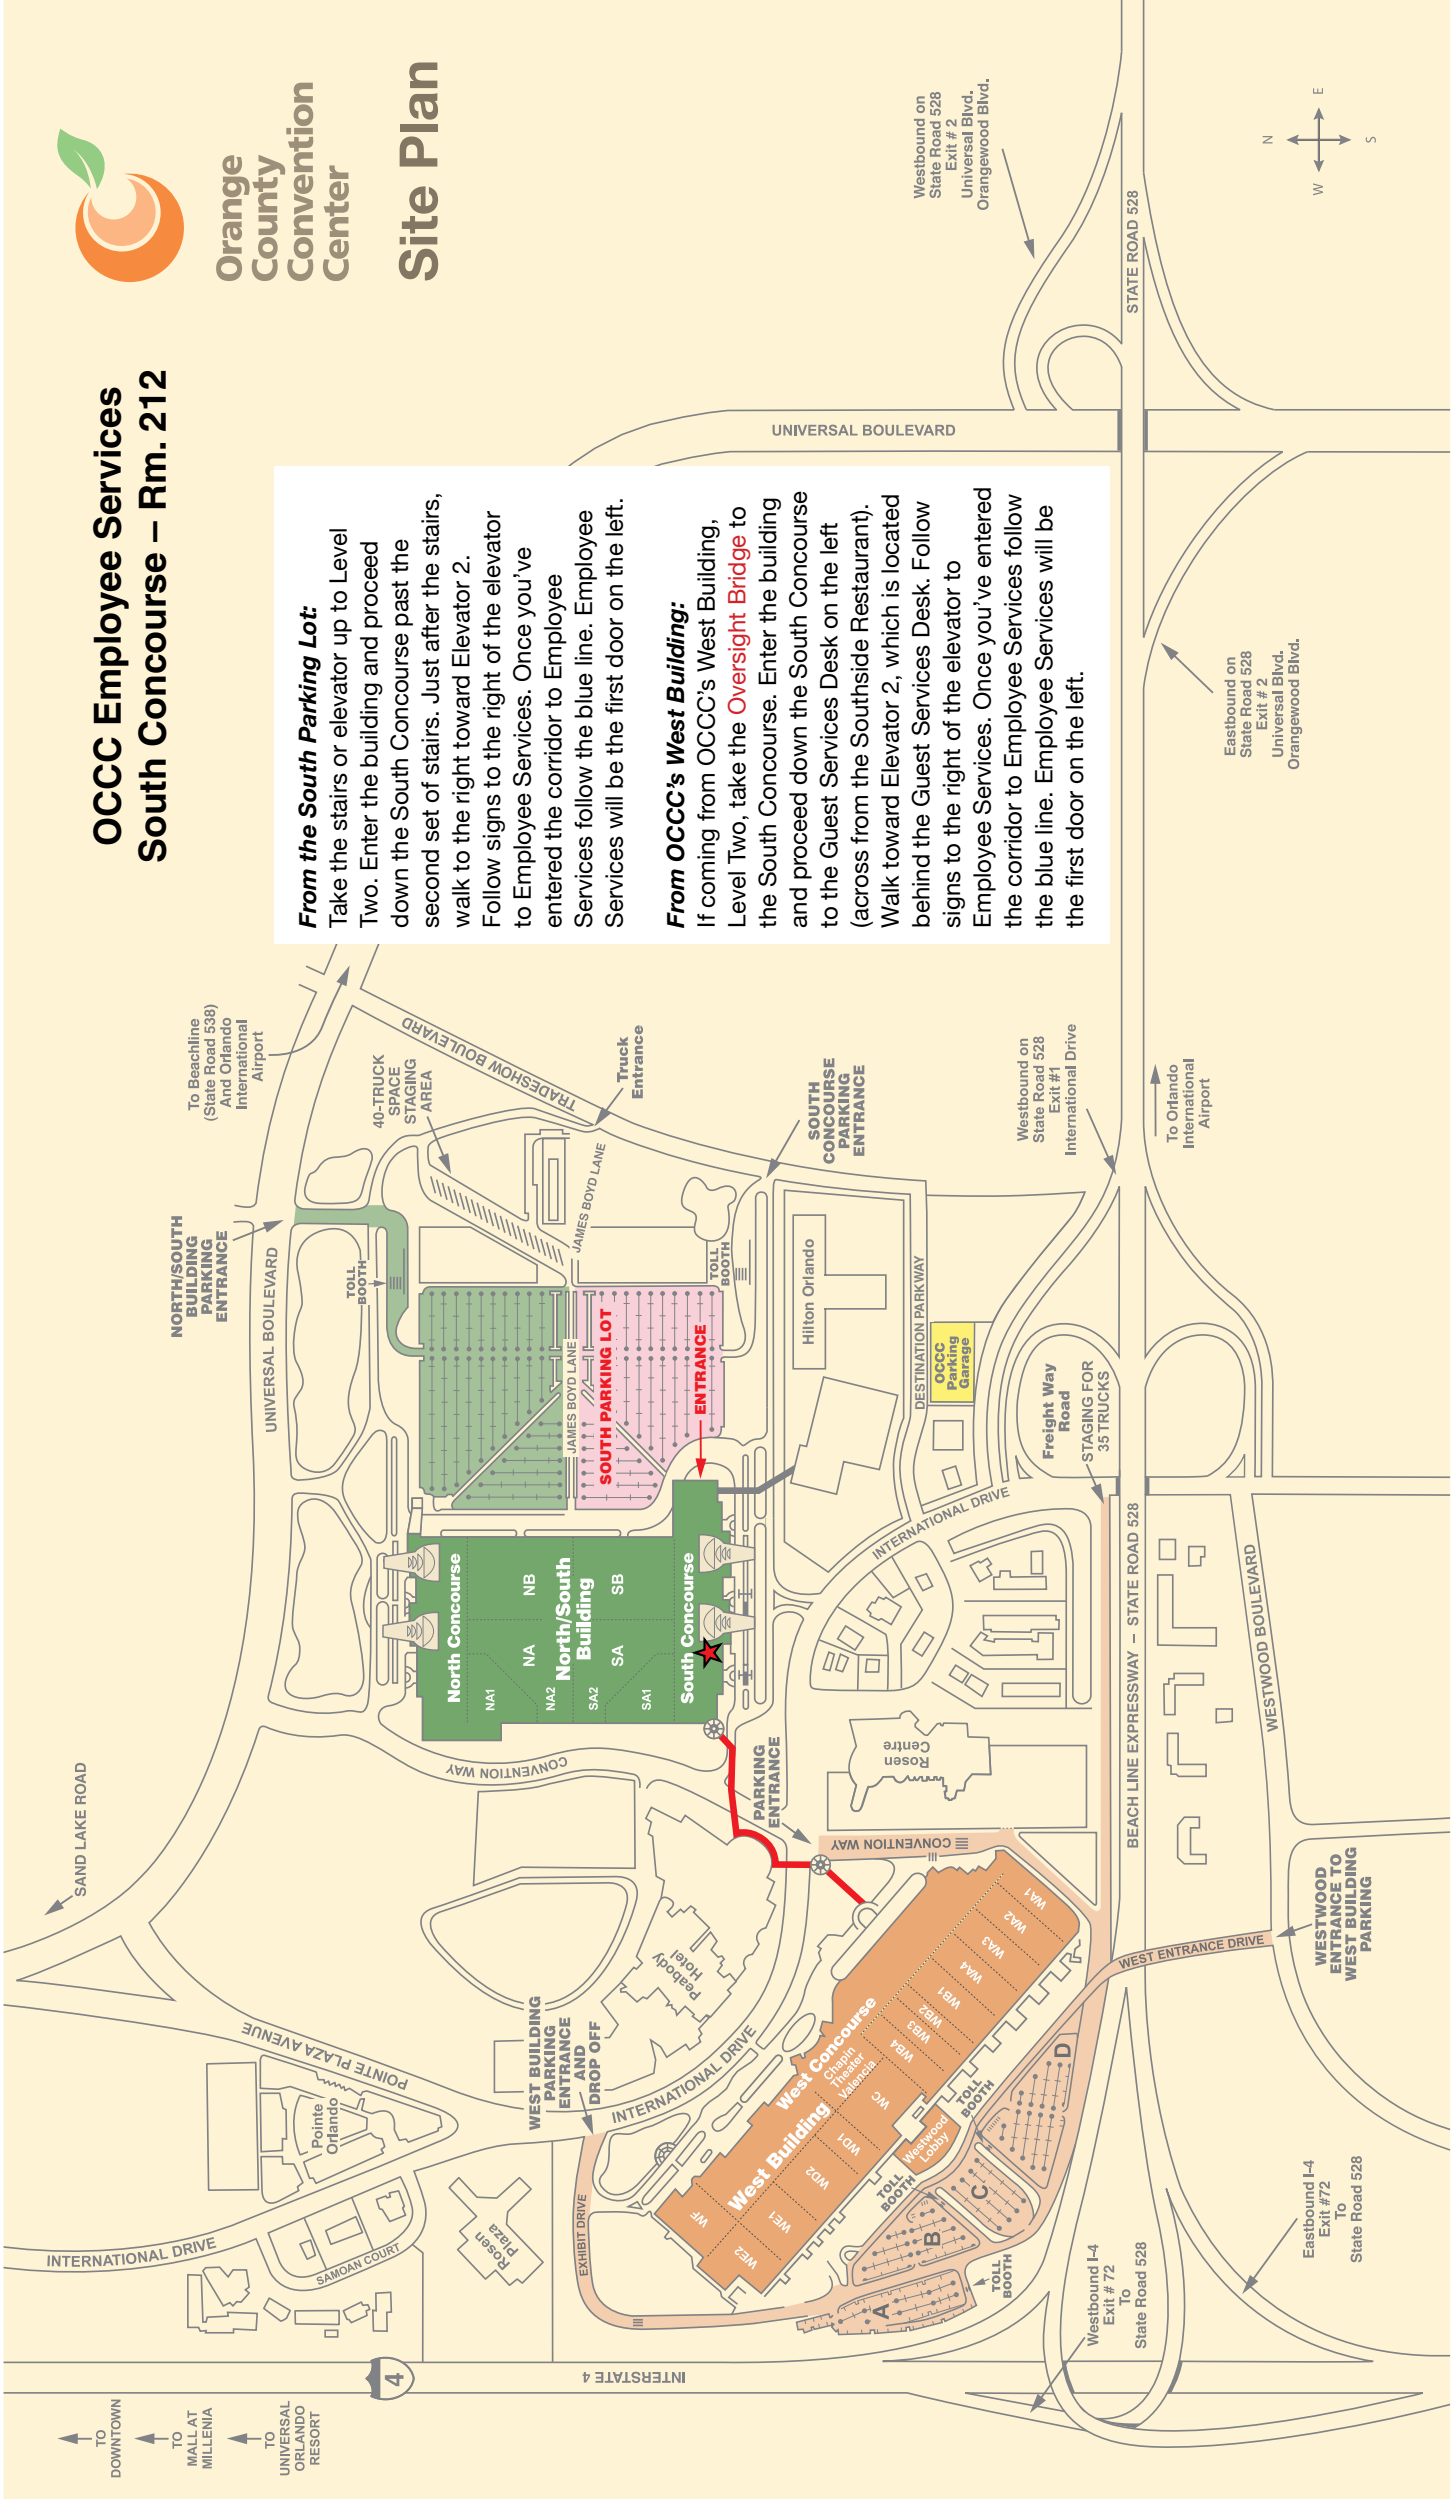 OCCC Employee Services
South Concourse – Rm. 212
Orange
County
Convention
Center
Site Plan
From the South Parking Lot:
Take the stairs or elevator up to Level
Two. Enter the building and proceed
down the South Concourse past the
second set of stairs. Just after the stairs,
walk to the right toward Elevator 2.
Follow signs to the right of the elevator
to Employee Services. Once you've
entered the corridor to Employee
Services follow the blue line. Employee
Services will be the first door on the left.
From OCCC's West Building:
If coming from OCCC's West Building,
Level Two, take the Oversight Bridge to
the South Concourse. Enter the building
and proceed down the South Concourse
to the Guest Services Desk on the left
(across from the Southside Restaurant).
Walk toward Elevator 2, which is located
behind the Guest Services Desk. Follow
signs to the right of the elevator to
Employee Services. Once you've entered
the corridor to Employee Services follow
the blue line. Employee Services will be
the first door on the left.
TO
DOWNTOWN
TO
MALL AT
MILLENIA
TO
UNIVERSAL
ORLANDO
RESORT
4
INTERSTATE 4
INTERNATIONAL DRIVE
SAMOAN COURT
Pointe
Orlando
POINTE PLAZA AVENUE
SAND LAKE ROAD
Rosen
Plaza
EXHIBIT DRIVE
WEST BUILDING
PARKING
ENTRANCE
AND
DROP OFF
INTERNATIONAL DRIVE
Peabody
Hotel
CONVENTION WAY
UNIVERSAL BOULEVARD
NORTH/SOUTH
BUILDING
PARKING
ENTRANCE
To Beachline
(State Road 538)
And Orlando
International
Airport
TOLL
BOOTH
40-TRUCK
SPACE
STAGING
AREA
TRADESHOW BOULEVARD
Truck
Entrance
JAMES BOYD LANE
JAMES BOYD LANE
SOUTH PARKING LOT
ENTRANCE
TOLL
BOOTH
SOUTH
CONCOURSE
PARKING
ENTRANCE
North Concourse
NA1
NA2
NA
NB
North/South
Building
SA2
SA1
SA
SB
South Concourse
PARKING
ENTRANCE
CONVENTION WAY
Rosen
Centre
Hilton Orlando
DESTINATION PARKWAY
OCCC
Parking
Garage
INTERNATIONAL DRIVE
Freight Way
Road
STAGING FOR
35 TRUCKS
Westbound on
State Road 528
Exit #1
International Drive
To Orlando
International
Airport
BEACH LINE EXPRESSWAY – STATE ROAD 528
WESTWOOD BOULEVARD
WEST ENTRANCE DRIVE
WESTWOOD
ENTRANCE TO
WEST BUILDING
PARKING
West Building
West Concourse
Chapin
Theater
Valencia
WF
WE2
WE1
WD2
WD1
WC
WB4
WB3
WB2
WB1
WA4
WA3
WA2
WA1
Westwood
Lobby
TOLL
BOOTH
TOLL
BOOTH
TOLL
BOOTH
A
B
C
D
Westbound I-4
Exit # 72
To
State Road 528
Eastbound I-4
Exit #72
To
State Road 528
UNIVERSAL BOULEVARD
STATE ROAD 528
Westbound on
State Road 528
Exit # 2
Universal Blvd.
Orangewood Blvd.
Eastbound on
State Road 528
Exit # 2
Universal Blvd.
Orangewood Blvd.
N
W
E
S